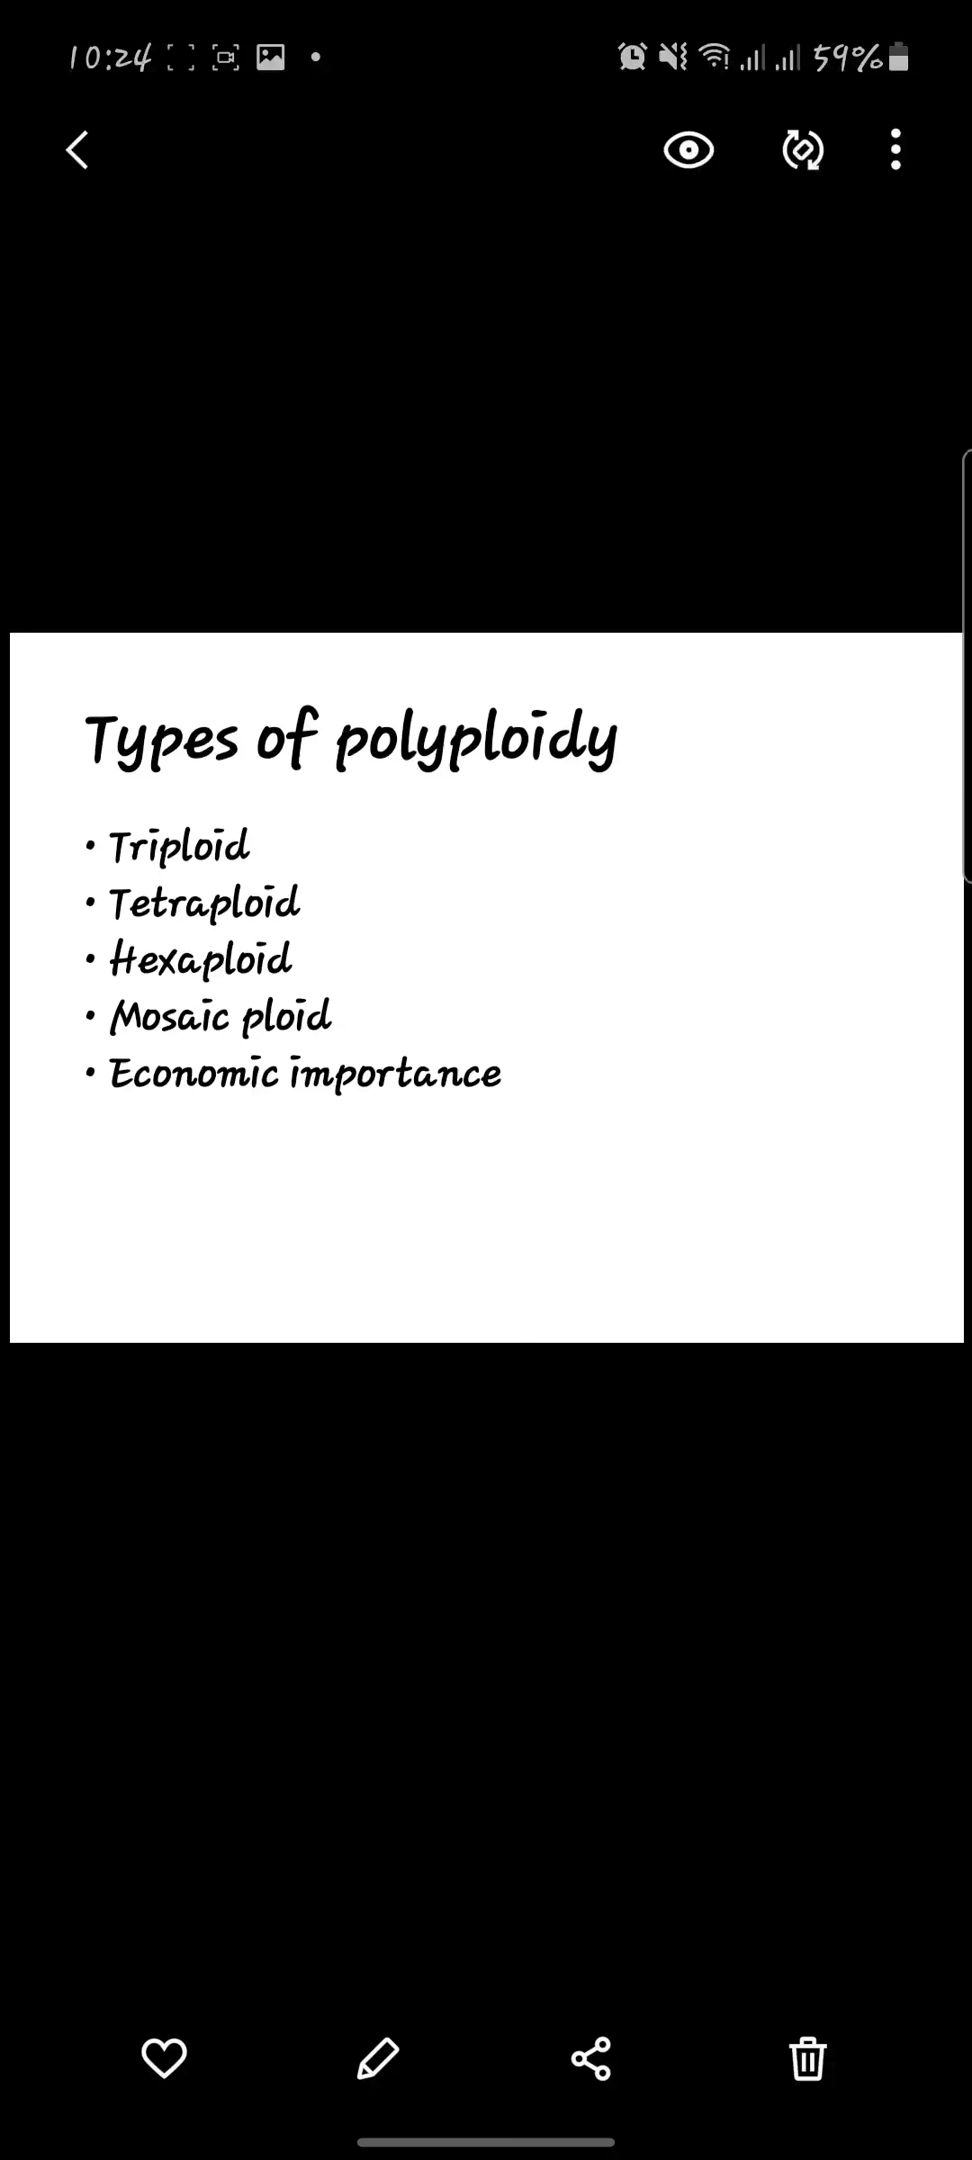 10:24 59%
Types of polyploidy
• Triploid
• Tetraploid
• Hexaploid
• Mosaic ploid
• Economic importance